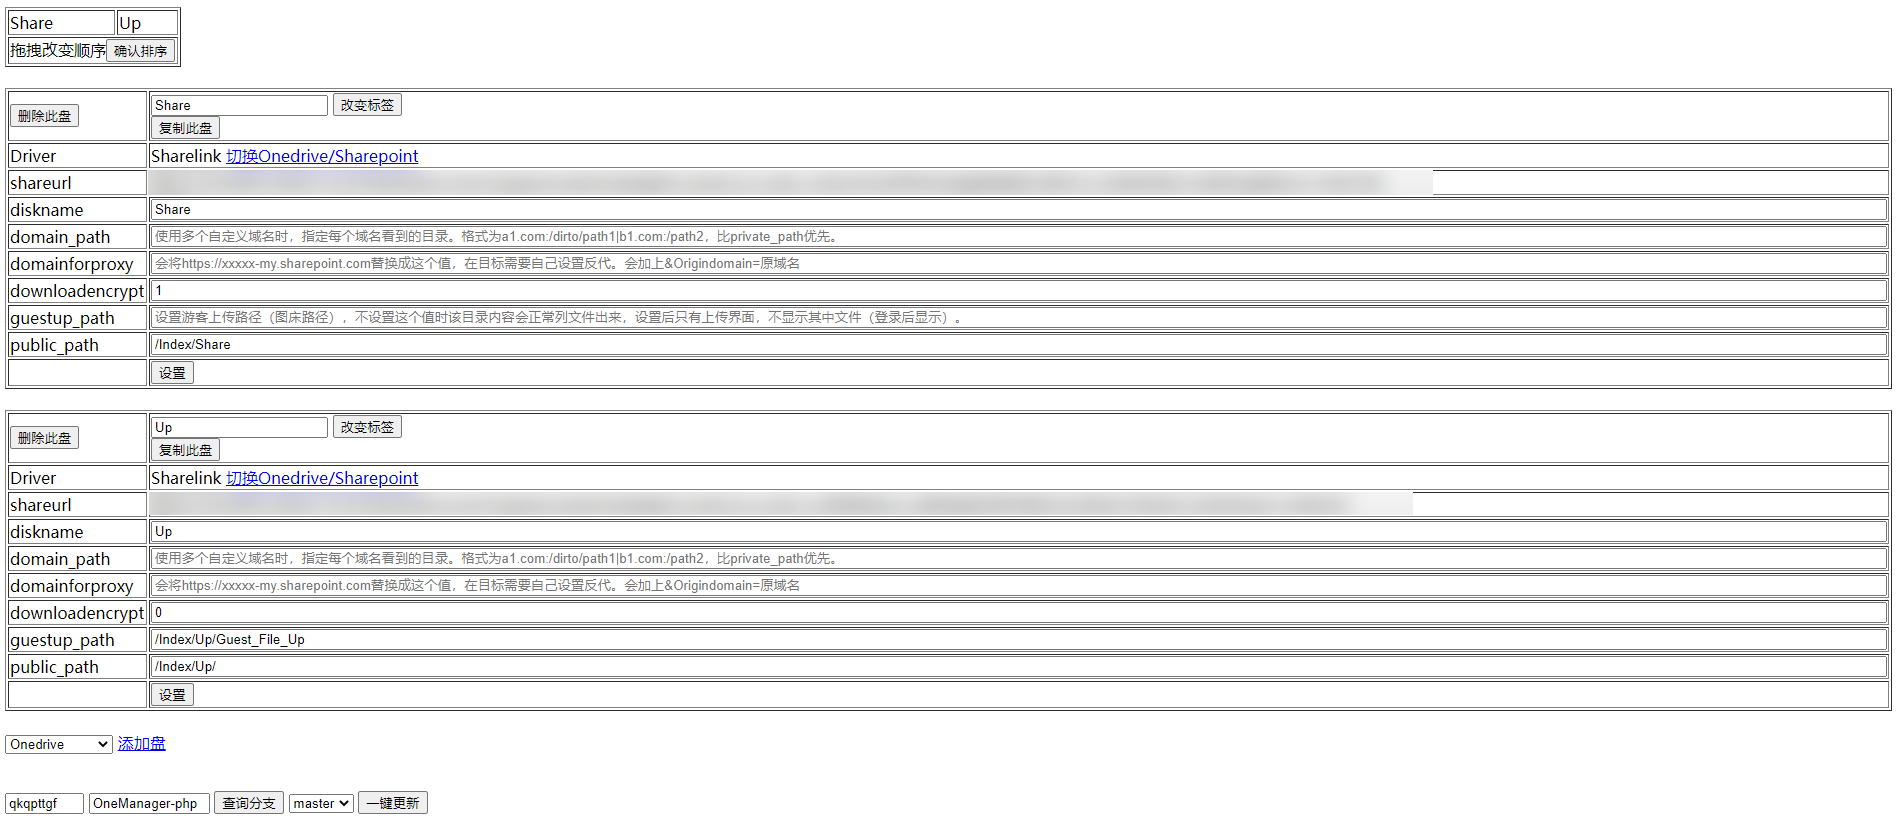 Share Up
拖拽改变顺序 确认排序
删除此盘 Share 改变标签
复制此盘
Driver Sharelink 切换Onedrive/Sharepoint
shareurl
diskname Share
domain_path 使用多个自定义域名时，指定每个域名看到的目录。格式为a1.com:/dirto/path1|b1.com:/path2，比private_path优先。
domainforproxy 会将https://xxxxx-my.sharepoint.com替换成这个值，在目标需要自己设置反代。会加上&Origindomain=原域名
downloadencrypt 1
guestup_path 设置游客上传路径（图床路径），不设置这个值时该目录内容会正常列文件出来，设置后只有上传界面，不显示其中文件（登录后显示）。
public_path /Index/Share
设置
删除此盘 Up 改变标签
复制此盘
Driver Sharelink 切换Onedrive/Sharepoint
shareurl
diskname Up
domain_path 使用多个自定义域名时，指定每个域名看到的目录。格式为a1.com:/dirto/path1|b1.com:/path2，比private_path优先。
domainforproxy 会将https://xxxxx-my.sharepoint.com替换成这个值，在目标需要自己设置反代。会加上&Origindomain=原域名
downloadencrypt 0
guestup_path /Index/Up/Guest_File_Up
public_path /Index/Up/
设置
Onedrive 添加盘
qkqpttgf OneManager-php 查询分支 master 一键更新